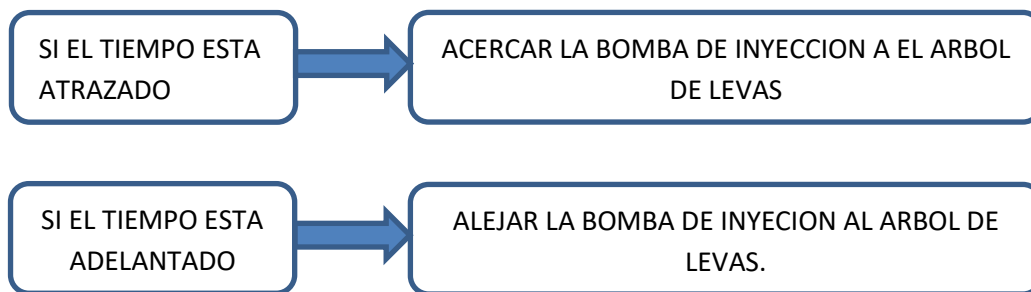 SI EL TIEMPO ESTA
ATRAZADO
ACERCAR LA BOMBA DE INYECCION A EL ARBOL
DE LEVAS
SI EL TIEMPO ESTA
ADELANTADO
ALEJAR LA BOMBA DE INYECION AL ARBOL DE
LEVAS.